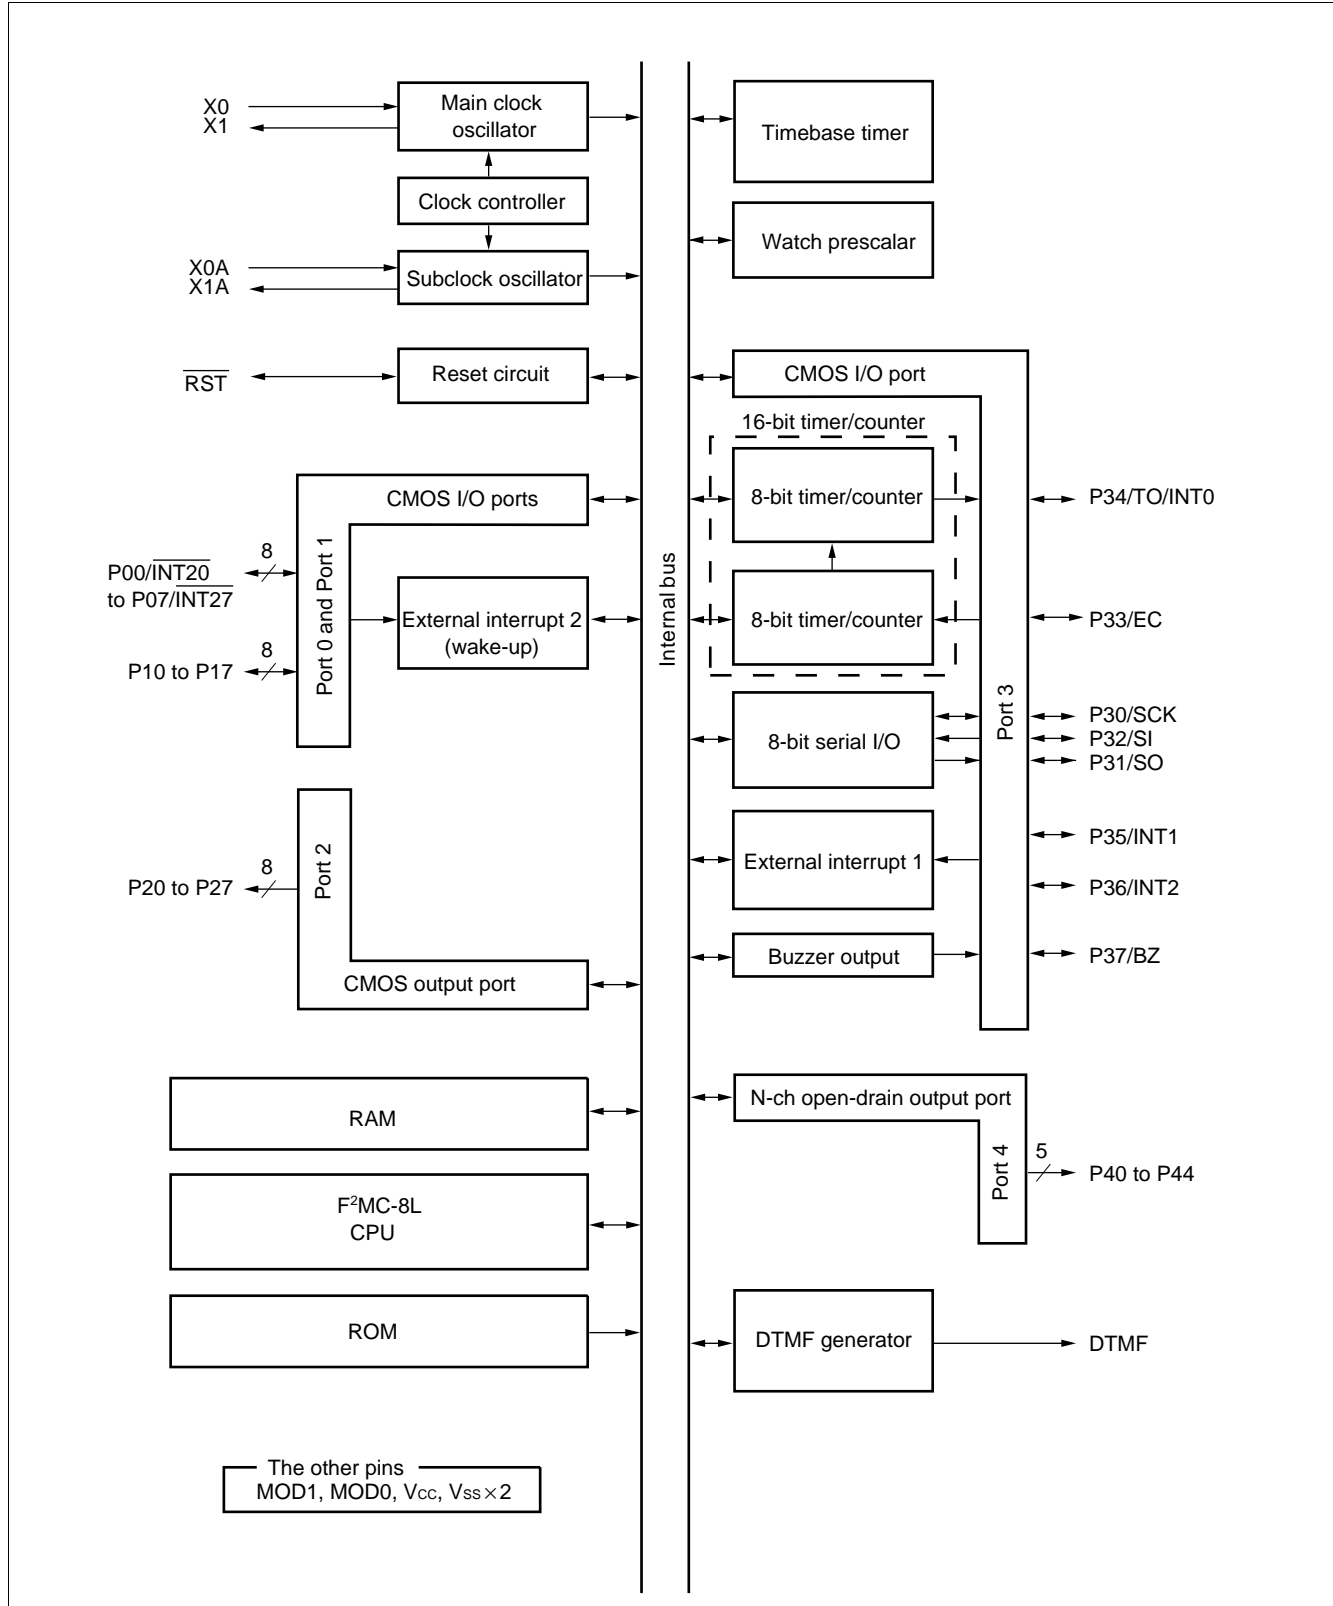 X0
X1
Main clock
oscillator
Clock controller
X0A
X1A
Subclock oscillator
RST
Reset circuit
CMOS I/O ports
Port 0 and Port 1
8
P00/INT20
to P07/INT27
External interrupt 2
(wake-up)
8
P10 to P17
Port 2
8
P20 to P27
CMOS output port
RAM
F²MC-8L
CPU
ROM
The other pins
MOD1, MOD0, VCC, VSS×2
Internal bus
Timebase timer
Watch prescalar
CMOS I/O port
16-bit timer/counter
8-bit timer/counter
P34/TO/INT0
8-bit timer/counter
P33/EC
Port 3
8-bit serial I/O
P30/SCK
P32/SI
P31/SO
External interrupt 1
P35/INT1
P36/INT2
Buzzer output
P37/BZ
N-ch open-drain output port
Port 4
5
P40 to P44
DTMF generator
DTMF